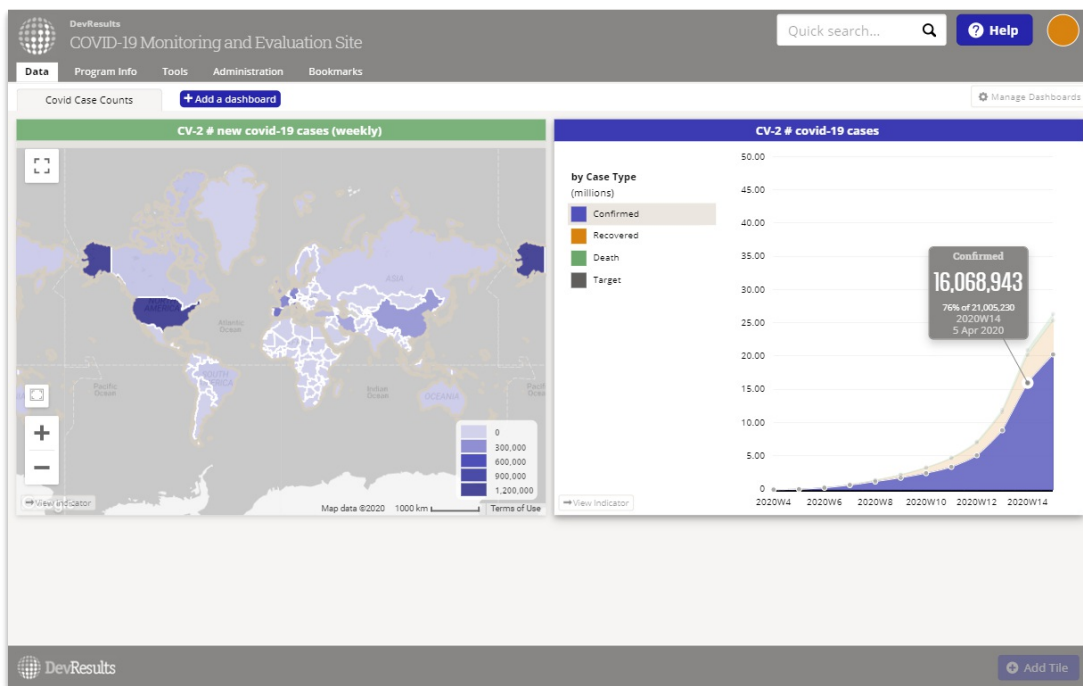 DevResults
COVID-19 Monitoring and Evaluation Site
Quick search...
Help
Data
Program Info
Tools
Administration
Bookmarks
Covid Case Counts
Add a dashboard
Manage Dashboards
CV-2 # new covid-19 cases (weekly)
ASIA
NORTH
AMERICA
Atlantic
Ocean
Pacific
Ocean
SOUTH
AMERICA
Indian
Ocean
OCEANIA
0
300,000
600,000
900,000
1,200,000
View Indicator
Map data ©2020
1000 km
Terms of Use
CV-2 # covid-19 cases
by Case Type
(millions)
Confirmed
Recovered
Death
Target
50.00
45.00
40.00
35.00
30.00
25.00
20.00
15.00
10.00
5.00
0
Confirmed
16,068,943
76% of 21,005,230
2020W14
5 Apr 2020
2020W4
2020W6
2020W8
2020W10
2020W12
2020W14
View Indicator
DevResults
Add Tile